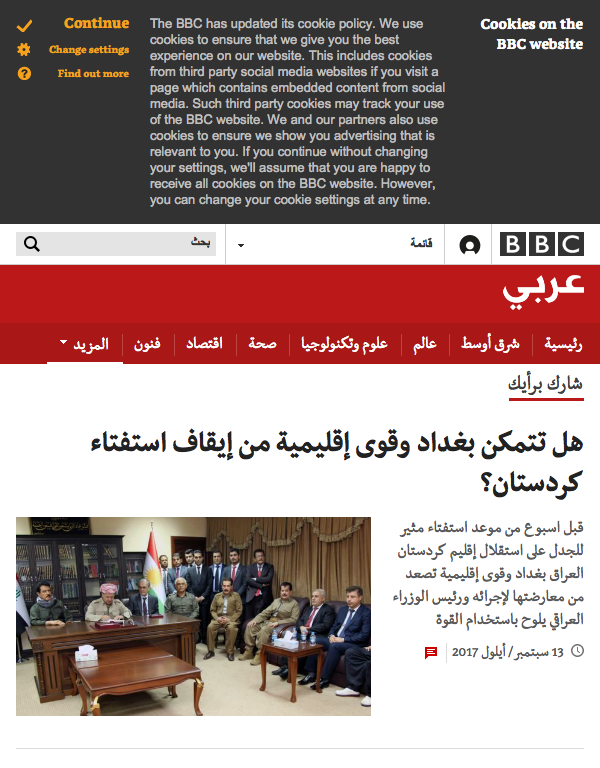 Continue
Change settings
Find out more
The BBC has updated its cookie policy. We use
cookies to ensure that we give you the best
experience on our website. This includes cookies
from third party social media websites if you visit a
page which contains embedded content from social
media. Such third party cookies may track your use
of the BBC website. We and our partners also use
cookies to ensure we show you advertising that is
relevant to you. If you continue without changing
your settings, we'll assume that you are happy to
receive all cookies on the BBC website. However,
you can change your cookie settings at any time.
Cookies on the
BBC website
BBC
قائمة
بحث
عربي
رئيسية شرق أوسط عالم علوم وتكنولوجيا صحة اقتصاد فنون المزيد
شارك برأيك
هل تتمكن بغداد وقوى إقليمية من إيقاف استفتاء
كردستان؟
قبل اسبوع من موعد استفتاء مثير
للجدل على استقلال إقليم كردستان
العراق بغداد وقوى إقليمية تصعد
من معارضتها لإجرائه ورئيس الوزراء
العراقي يلوح باستخدام القوة
13 سبتمبر/ أيلول 2017